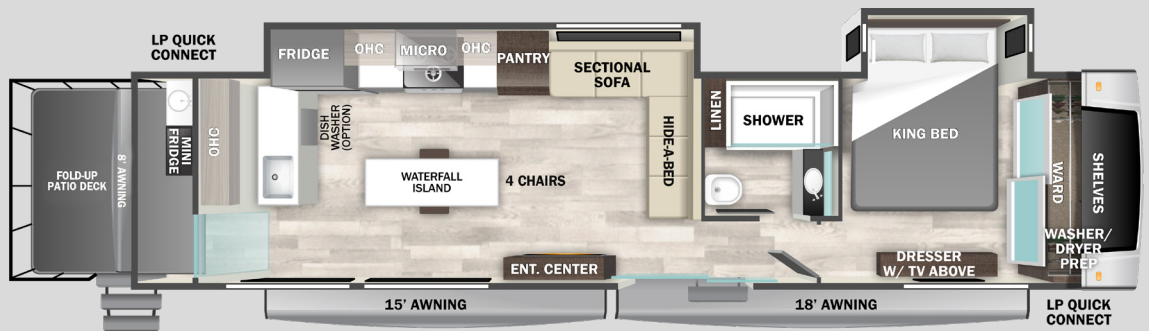 LP QUICK
CONNECT
FOLD-UP
PATIO DECK
8' AWNING
MINI
FRIDGE
OHC
FRIDGE
OHC
MICRO
OHC
PANTRY
SECTIONAL
SOFA
HIDE-A-BED
DISH
WASHER
(OPTION)
WATERFALL
ISLAND
4 CHAIRS
ENT. CENTER
LINEN
SHOWER
KING BED
DRESSER
W/ TV ABOVE
WARD
SHELVES
WASHER/
DRYER
PREP
15' AWNING
18' AWNING
LP QUICK
CONNECT